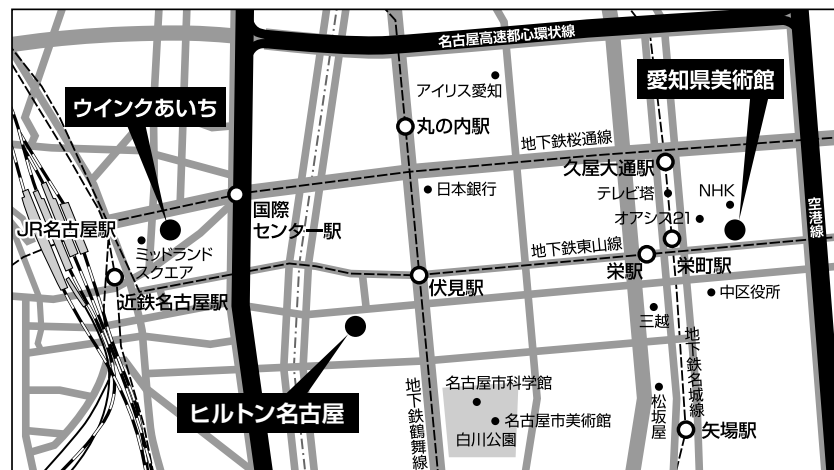 名古屋高速都心環状線
アイリス愛知
愛知県美術館
ウインクあいち
丸の内駅
地下鉄桜通線
久屋大通駅
テレビ塔
NHK
日本銀行
国際
センター駅
オアシス21
空港線
JR名古屋駅
ミッドランド
スクエア
地下鉄東山線
栄駅
栄町駅
近鉄名古屋駅
伏見駅
中区役所
三越
地下鉄名城線
ヒルトン名古屋
地下鉄鶴舞線
名古屋市科学館
名古屋市美術館
白川公園
松坂屋
矢場駅